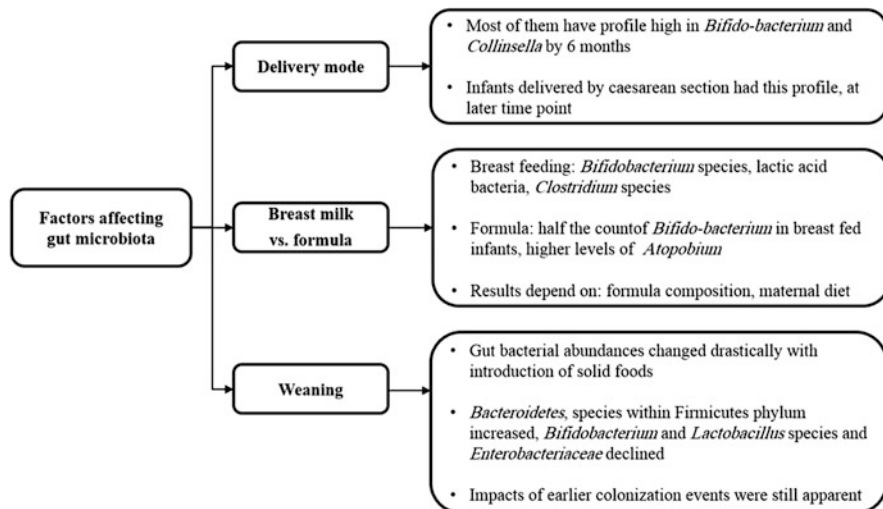 Factors affecting
gut microbiota
Delivery mode
• Most of them have profile high in Bifido-bacterium and
Collinsella by 6 months
• Infants delivered by caesarean section had this profile, at
later time point
Breast milk
vs. formula
• Breast feeding: Bifidobacterium species, lactic acid
bacteria, Clostridium species
• Formula: half the countof Bifido-bacterium in breast fed
infants, higher levels of Atopobium
• Results depend on: formula composition, maternal diet
Weaning
• Gut bacterial abundances changed drastically with
introduction of solid foods
• Bacteroidetes, species within Firmicutes phylum
increased, Bifidobacterium and Lactobacillus species and
Enterobacteriaceae declined
• Impacts of earlier colonization events were still apparent